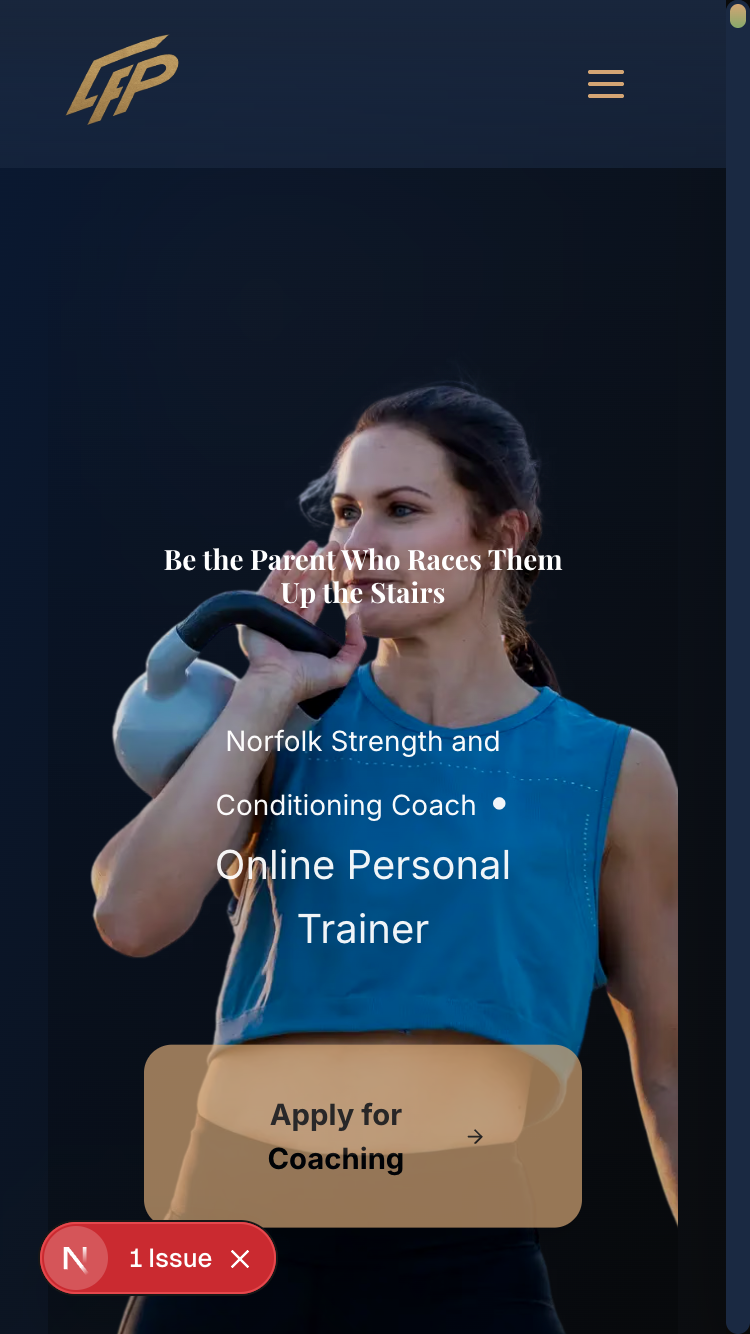 CFP
Be the Parent Who Races Them
Up the Stairs
Norfolk Strength and
Conditioning Coach •
Online Personal
Trainer
Apply for
Coaching
N
1 Issue